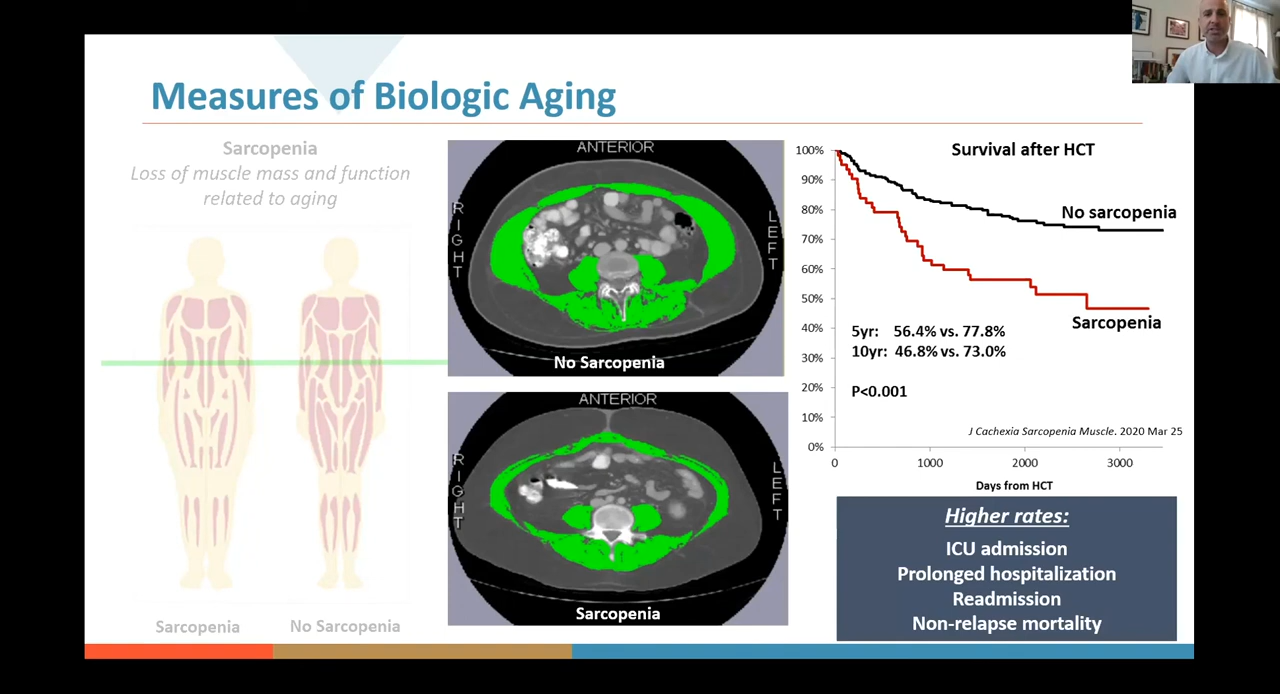 Measures of Biologic Aging
Sarcopenia
Loss of muscle mass and function
related to aging
Sarcopenia
No Sarcopenia
ANTERIOR
RIGHT
LEFT
No Sarcopenia
ANTERIOR
RIGHT
LEFT
Sarcopenia
Survival after HCT
100%
90%
80%
70%
60%
50%
40%
30%
20%
10%
0%
No sarcopenia
Sarcopenia
5yr: 56.4% vs. 77.8%
10yr: 46.8% vs. 73.0%
P<0.001
J Cachexia Sarcopenia Muscle. 2020 Mar 25
0 1000 2000 3000
Days from HCT
Higher rates:
ICU admission
Prolonged hospitalization
Readmission
Non-relapse mortality